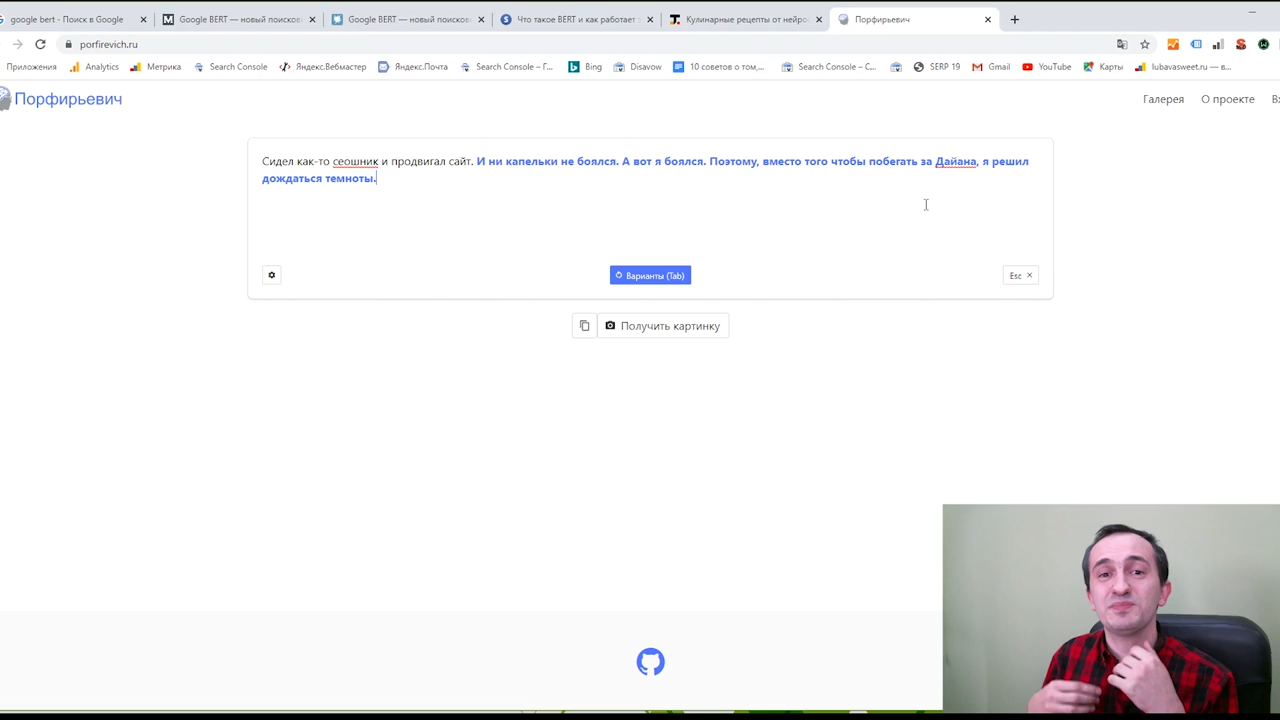 google bert - Поиск в Google
Google BERT — новый поисков
Google BERT — новый поисков
Что такое BERT и как работает
Кулинарные рецепты от нейро
Порфирьевич
porfirevich.ru
Приложения
Analytics
Метрика
Search Console
Яндекс.Вебмастер
Яндекс.Почта
Search Console – Г...
Bing
Disavow
10 советов о том,...
Search Console – С...
SERP 19
Gmail
YouTube
Карты
lubavasweet.ru — в...
Порфирьевич
Галерея
О проекте
Сидел как-то сеошник и продвигал сайт. И ни капельки не боялся. А вот я боялся. Поэтому, вместо того чтобы побегать за Дайана, я решил
дождаться темноты.
Варианты (Tab)
Esc ×
Получить картинку